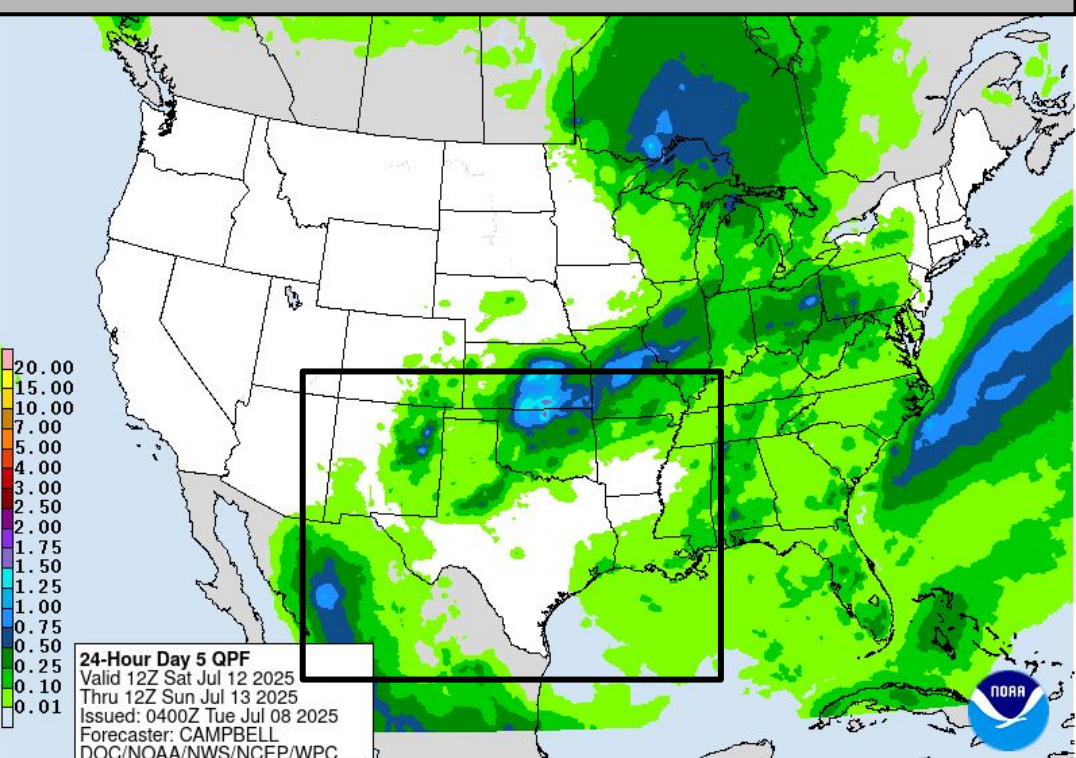 20.00
15.00
10.00
7.00
5.00
4.00
3.00
2.50
2.00
1.75
1.50
1.25
1.00
0.75
0.50
0.25
0.10
0.01
24-Hour Day 5 QPF
Valid 12Z Sat Jul 12 2025
Thru 12Z Sun Jul 13 2025
Issued: 0400Z Tue Jul 08 2025
Forecaster: CAMPBELL
DOC/NOAA/NWS/NCEP/WPC
NOAA